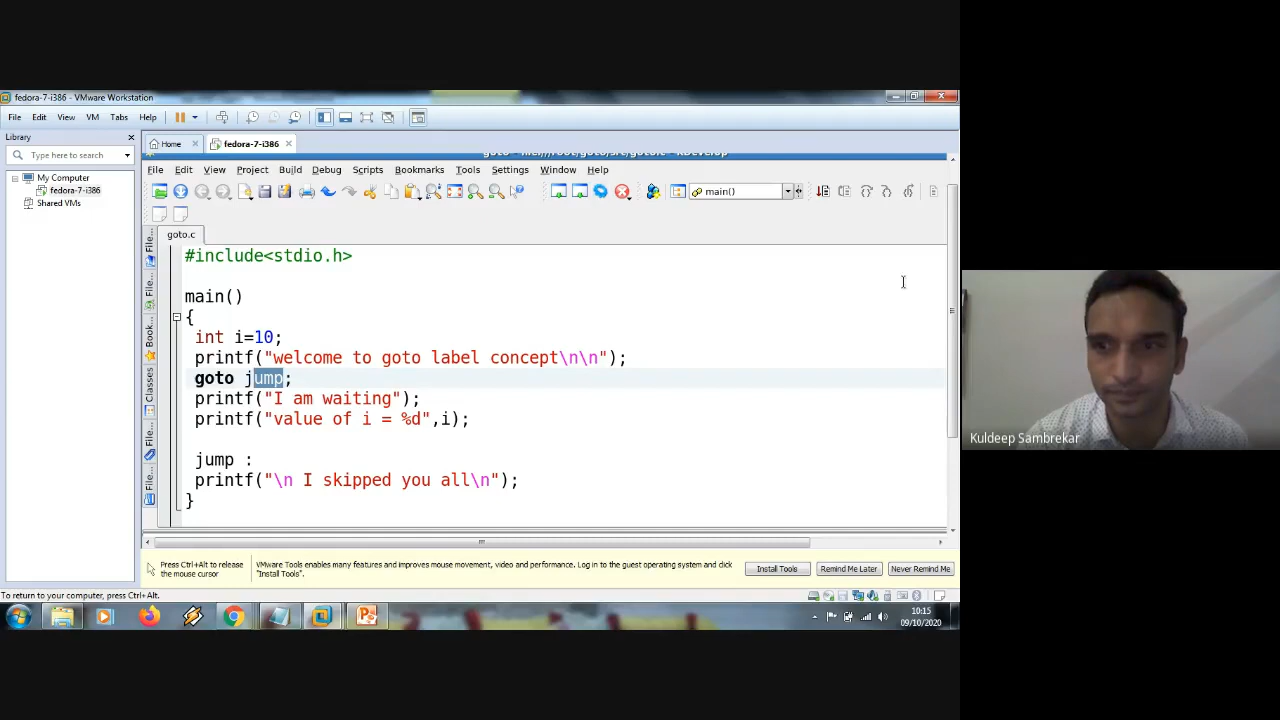 fedora-7-i386 - VMware Workstation
File Edit View VM Tabs Help
Library
Type here to search
My Computer
fedora-7-i386
Shared VMs
Home
fedora-7-i386
File Edit View Project Build Debug Scripts Bookmarks Tools Settings Window Help
main()
goto.c
File...
File...
Book...
Classes
File...
File...
#include<stdio.h>
main()
{
int i=10;
printf("welcome to goto label concept\n\n");
goto jump;
printf("I am waiting");
printf("value of i = %d",i);
jump :
printf("\n I skipped you all\n");
}
Press Ctrl+Alt to release
the mouse cursor
VMware Tools enables many features and improves mouse movement, video and performance. Log in to the guest operating system and click
"Install Tools".
Install Tools
Remind Me Later
Never Remind Me
To return to your computer, press Ctrl+Alt.
10:15
09/10/2020
Kuldeep Sambrekar